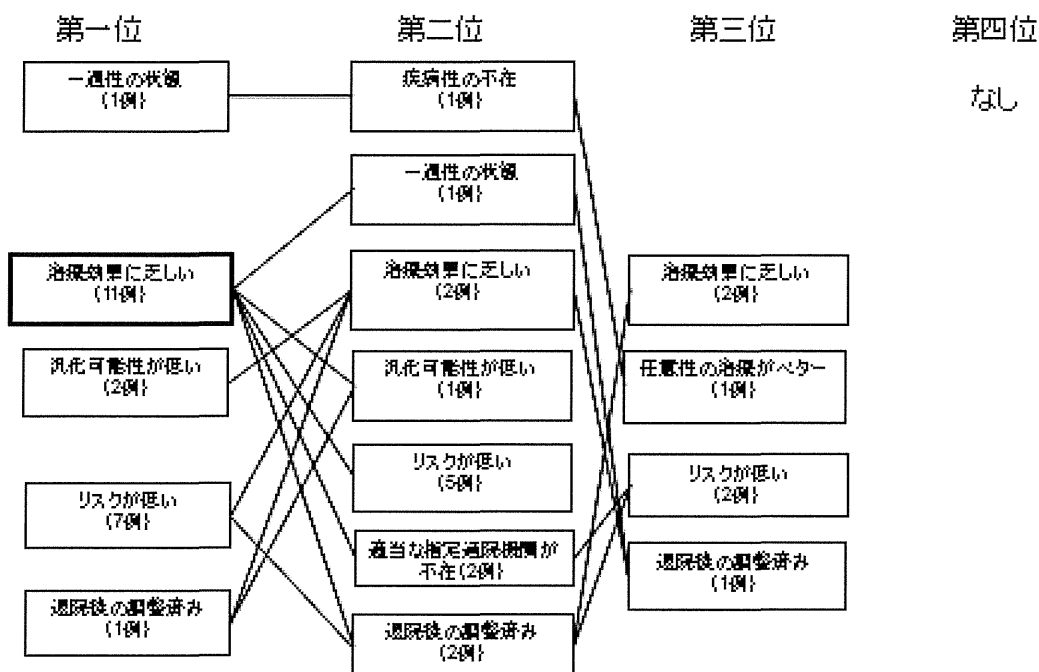 第一位
第二位
第三位
第四位
一過性の状態
(1例)
疾病性の不在
(1例)
なし
一過性の状態
(1例)
治療効果に乏しい
(11例)
治療効果に乏しい
(2例)
治療効果に乏しい
(2例)
汎化可能性が低い
(2例)
汎化可能性が低い
(1例)
任意性の治療がベター
(1例)
リスクが低い
(5例)
リスクが低い
(2例)
リスクが低い
(7例)
適当な指定通院機関が
不在(2例)
退院後の調整済み
(1例)
退院後の調整済み
(1例)
退院後の調整済み
(2例)